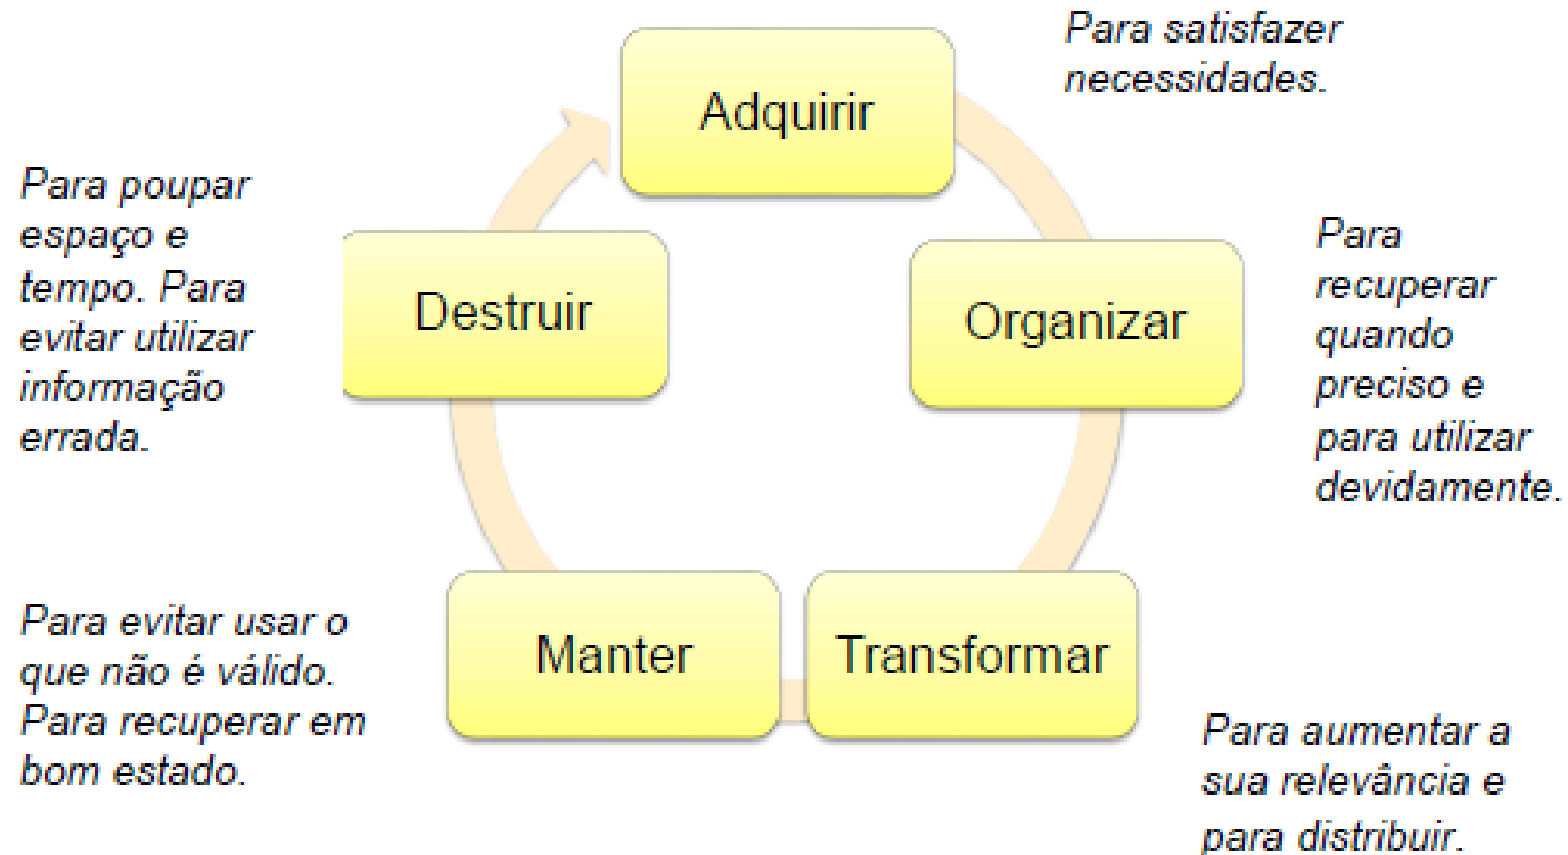 Adquirir
Para satisfazer
necessidades.
Organizar
Para
recuperar
quando
preciso e
para utilizar
devidamente.
Transformar
Para aumentar a
sua relevância e
para distribuir.
Manter
Para evitar usar o
que não é válido.
Para recuperar em
bom estado.
Destruir
Para poupar
espaço e
tempo. Para
evitar utilizar
informação
errada.